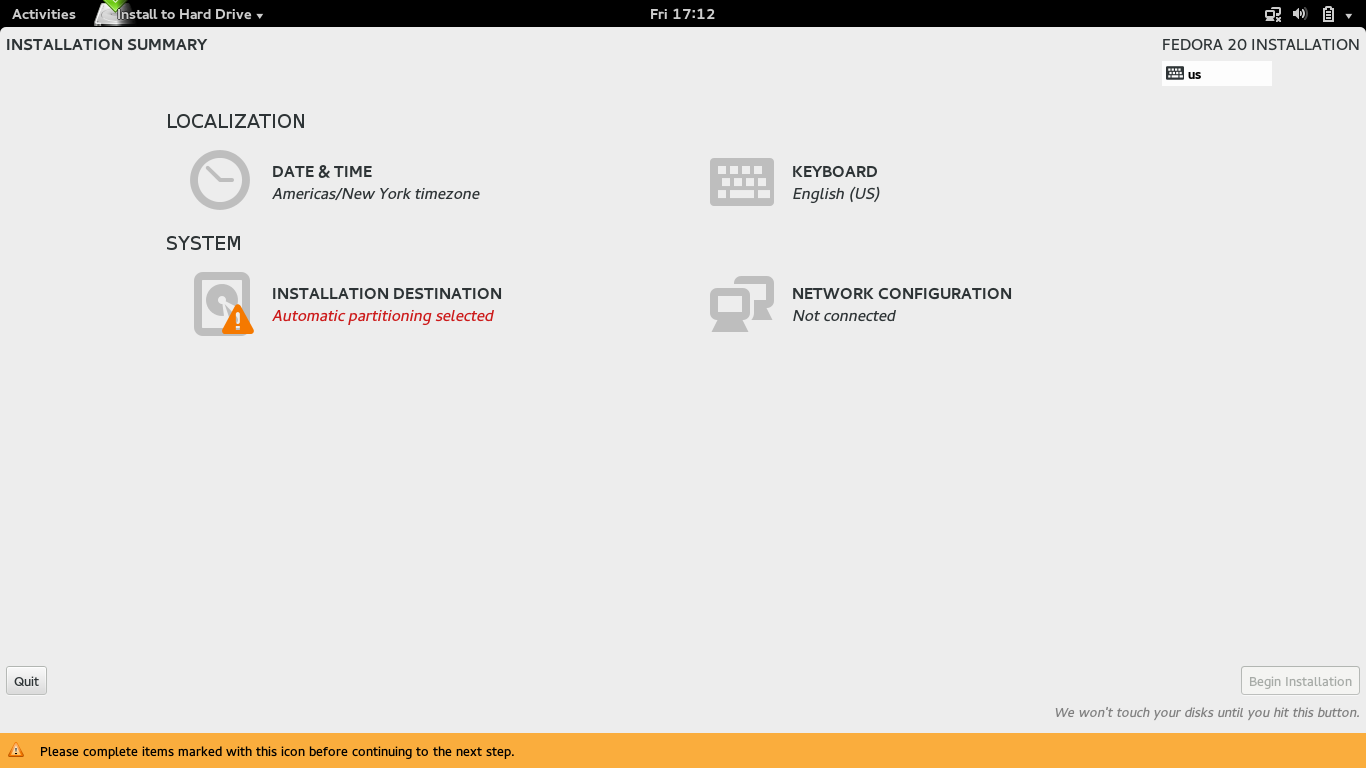 Activities Install to Hard Drive Fri 17:12
INSTALLATION SUMMARY FEDORA 20 INSTALLATION
us
LOCALIZATION
DATE & TIME KEYBOARD
Americas/New York timezone English (US)
SYSTEM
INSTALLATION DESTINATION NETWORK CONFIGURATION
Automatic partitioning selected Not connected
Quit Begin Installation
We won't touch your disks until you hit this button.
Please complete items marked with this icon before continuing to the next step.